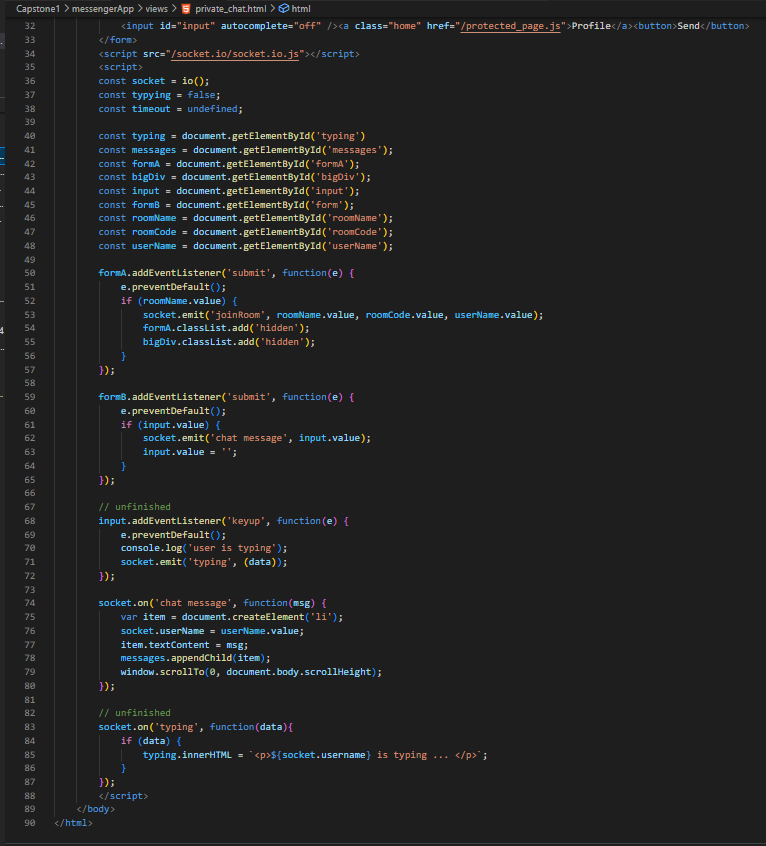 Capstone1 > messengerApp > views > private_chat.html > html
32 <input id="input" autocomplete="off" /><a class="home" href="/protected_page.js">Profile</a><button>Send</button>
33 </form>
34 <script src="/socket.io/socket.io.js"></script>
35 <script>
36 const socket = io();
37 const typying = false;
38 const timeout = undefined;
39
40 const typing = document.getElementById('typing')
41 const messages = document.getElementById('messages');
42 const formA = document.getElementById('formA');
43 const bigDiv = document.getElementById('bigDiv');
44 const input = document.getElementById('input');
45 const formB = document.getElementById('form');
46 const roomName = document.getElementById('roomName');
47 const roomCode = document.getElementById('roomCode');
48 const userName = document.getElementById('userName');
49
50 formA.addEventListener('submit', function(e) {
51 e.preventDefault();
52 if (roomName.value) {
53 socket.emit('joinRoom', roomName.value, roomCode.value, userName.value);
54 formA.classList.add('hidden');
55 bigDiv.classList.add('hidden');
56 }
57 });
58
59 formB.addEventListener('submit', function(e) {
60 e.preventDefault();
61 if (input.value) {
62 socket.emit('chat message', input.value);
63 input.value = '';
64 }
65 });
66
67 // unfinished
68 input.addEventListener('keyup', function(e) {
69 e.preventDefault();
70 console.log('user is typing');
71 socket.emit('typing', (data));
72 });
73
74 socket.on('chat message', function(msg) {
75 var item = document.createElement('li');
76 socket.userName = userName.value;
77 item.textContent = msg;
78 messages.appendChild(item);
79 window.scrollTo(0, document.body.scrollHeight);
80 });
81
82 // unfinished
83 socket.on('typing', function(data){
84 if (data) {
85 typing.innerHTML = `<p>${socket.username} is typing ... </p>`;
86 }
87 });
88 </script>
89 </body>
90 </html>